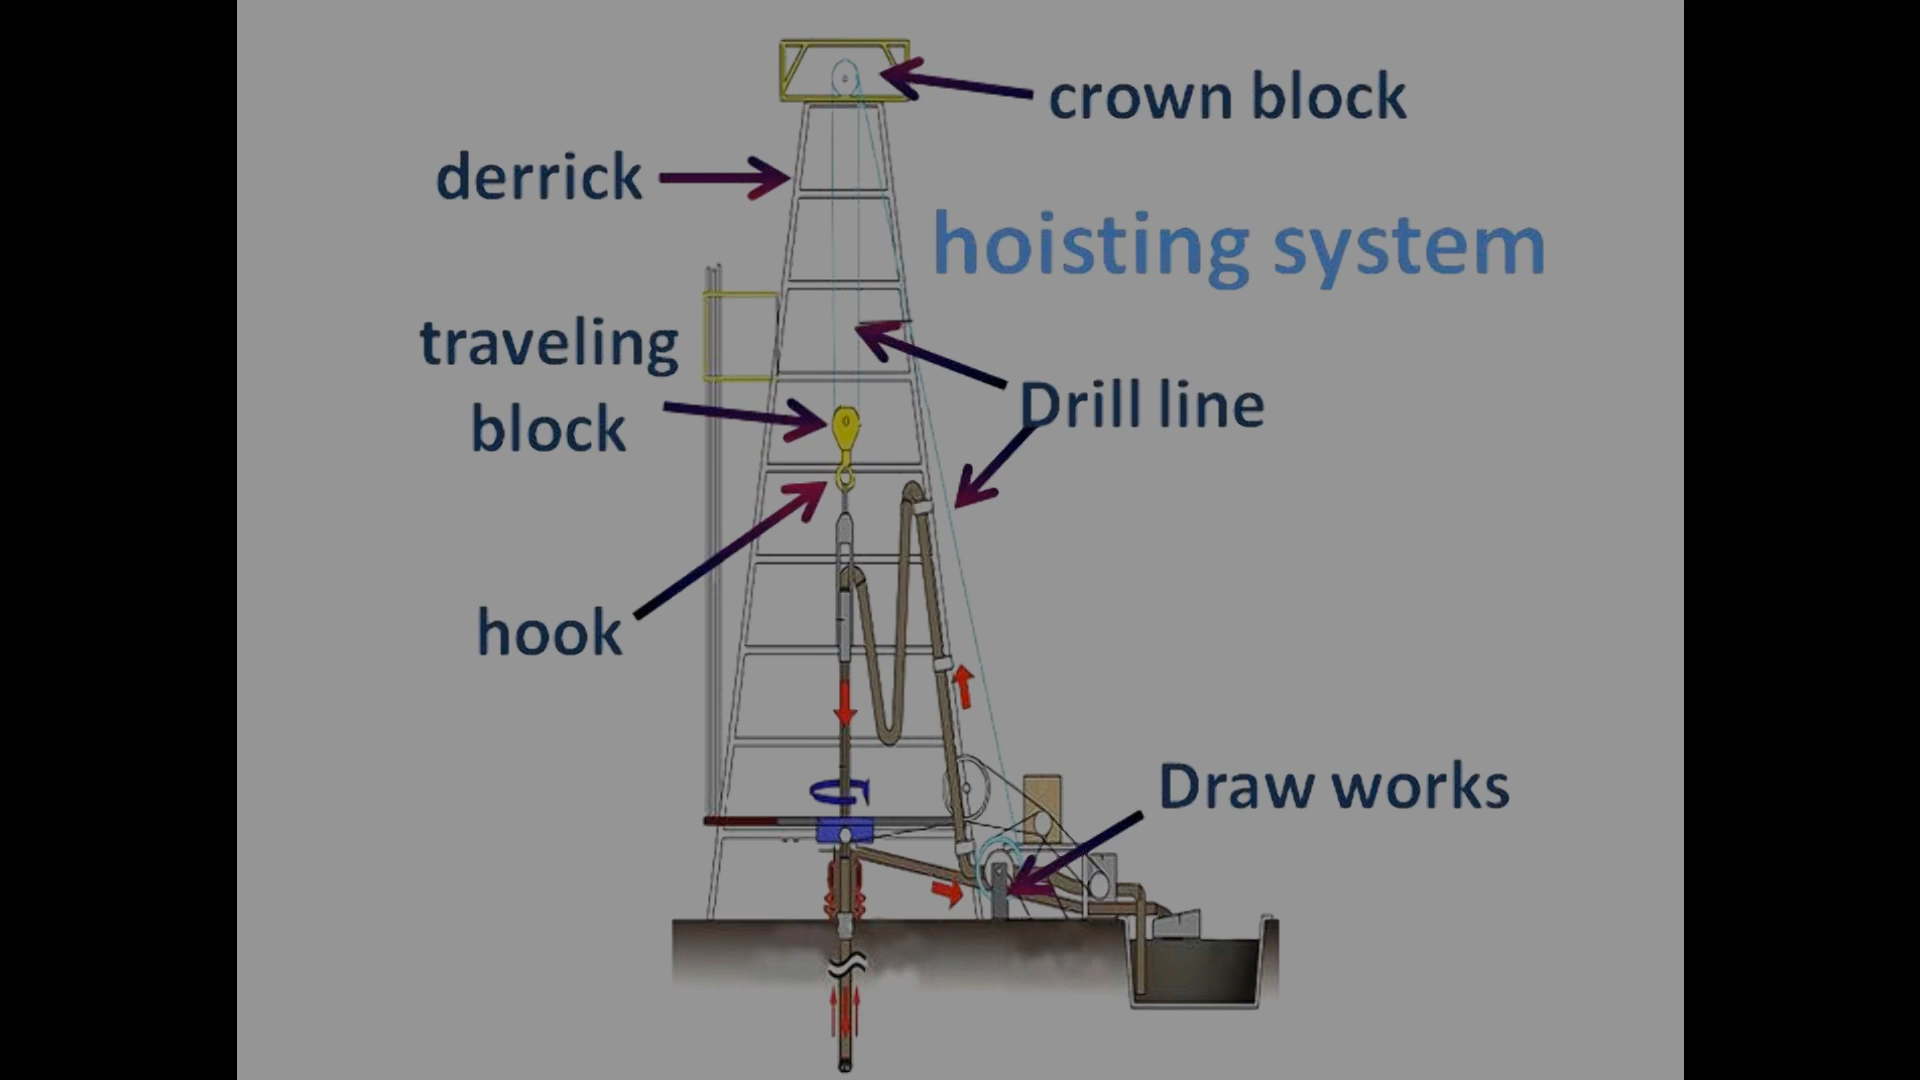 crown block
derrick
hoisting system
traveling
block
Drill line
hook
Draw works